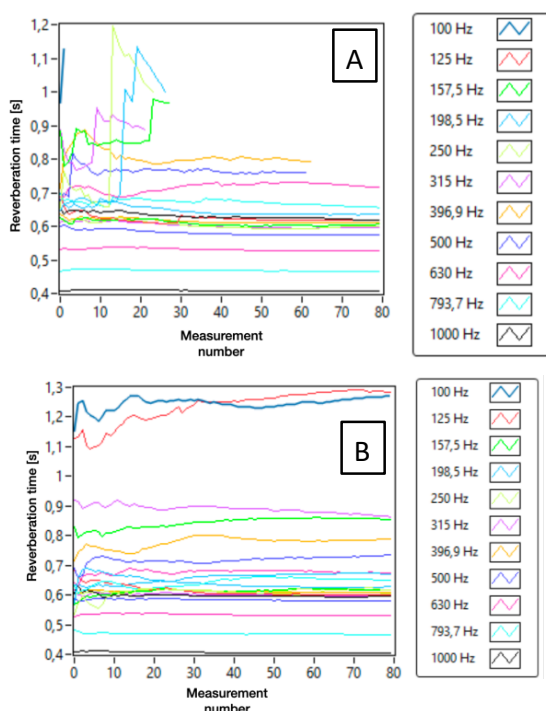 A
Reverberation time [s]
1,2
1,1
1
0,9
0,8
0,7
0,6
0,5
0,4
0 10 20 30 40 50 60 70 80
Measurement
number
100 Hz
125 Hz
157,5 Hz
198,5 Hz
250 Hz
315 Hz
396,9 Hz
500 Hz
630 Hz
793,7 Hz
1000 Hz
B
Reverberation time [s]
1,3
1,2
1,1
1
0,9
0,8
0,7
0,6
0,5
0,4
0 10 20 30 40 50 60 70 80
Measurement
number
100 Hz
125 Hz
157,5 Hz
198,5 Hz
250 Hz
315 Hz
396,9 Hz
500 Hz
630 Hz
793,7 Hz
1000 Hz